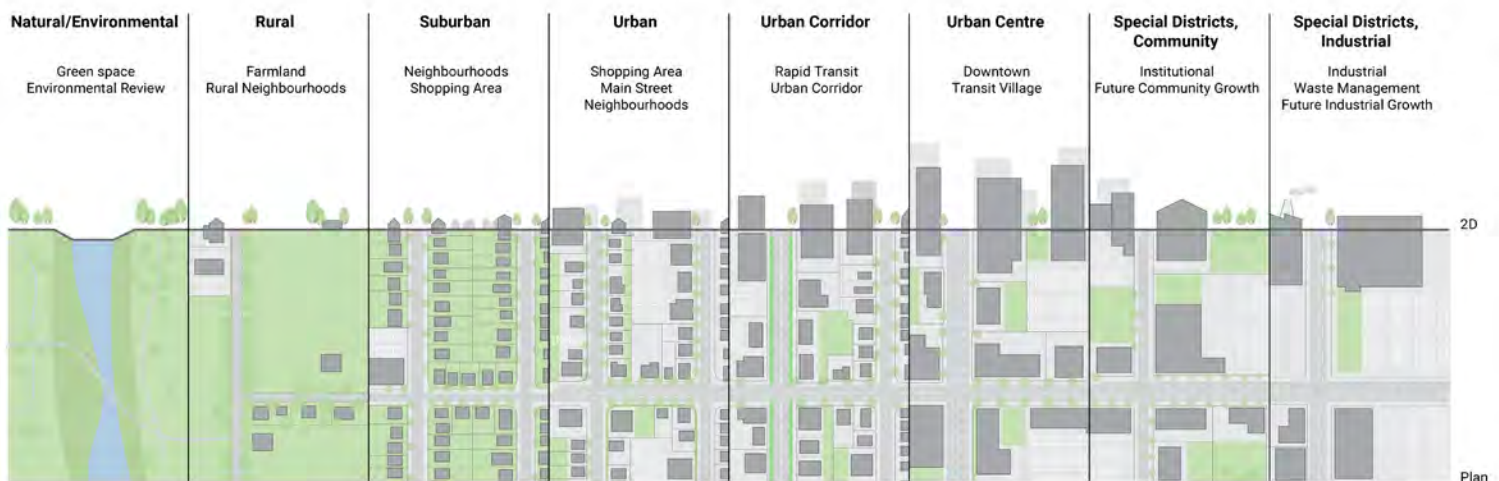 Natural/Environmental
Green space
Environmental Review
Rural
Farmland
Rural Neighbourhoods
Suburban
Neighbourhoods
Shopping Area
Urban
Shopping Area
Main Street
Neighbourhoods
Urban Corridor
Rapid Transit
Urban Corridor
Urban Centre
Downtown
Transit Village
Special Districts,
Community
Institutional
Future Community Growth
Special Districts,
Industrial
Industrial
Waste Management
Future Industrial Growth
2D
Plan